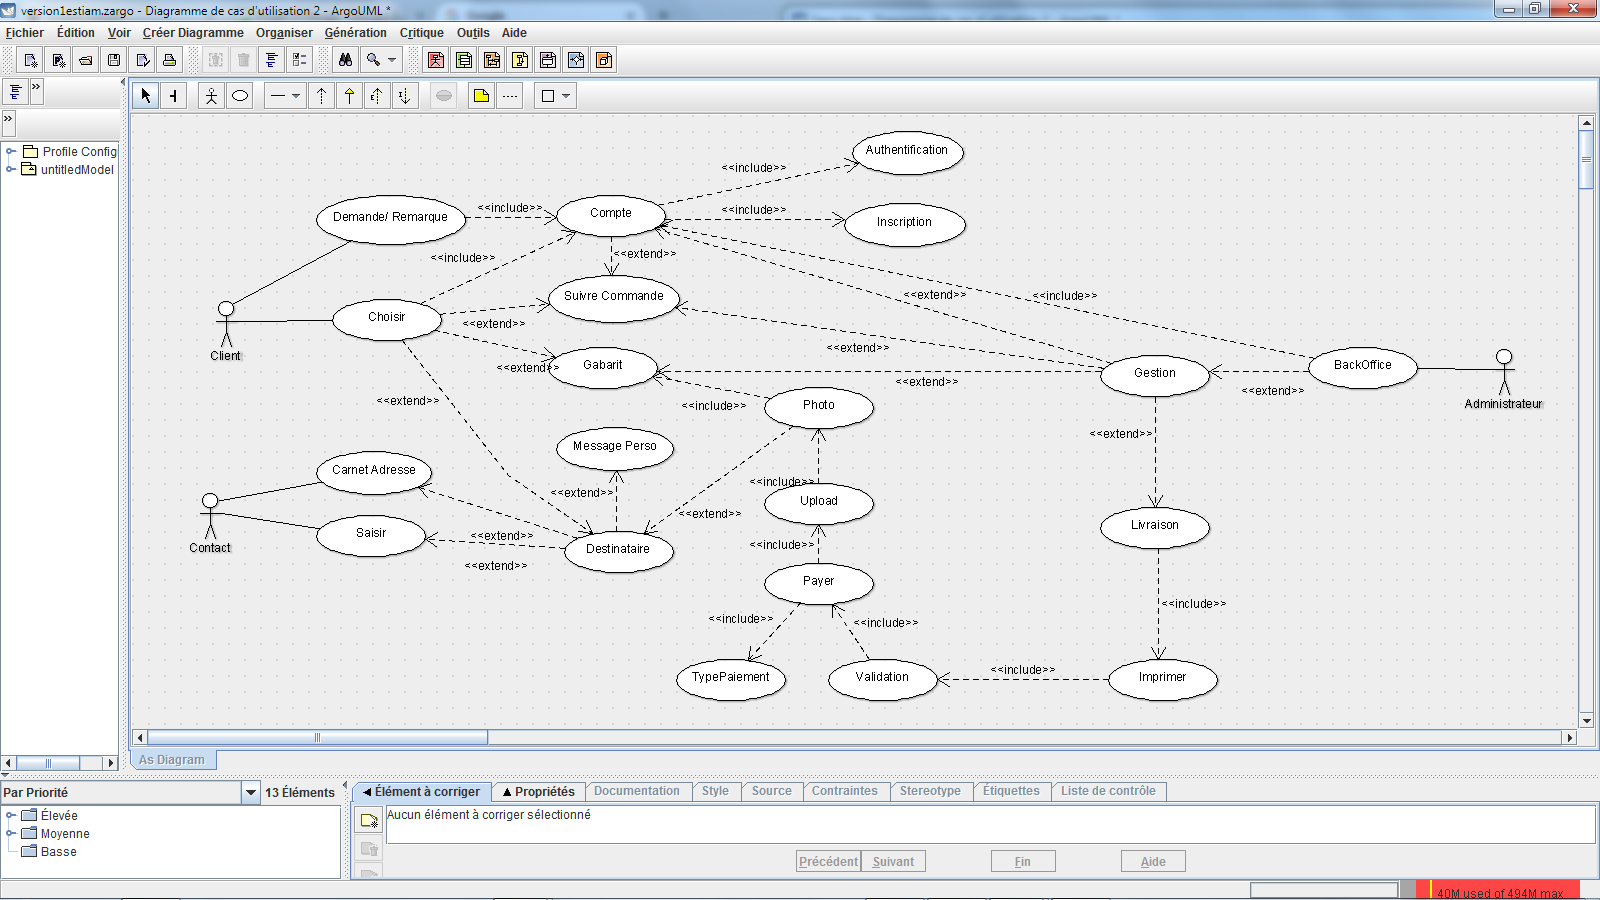 version1estiam.zargo - Diagramme de cas d'utilisation 2 - ArgoUML *
Fichier Édition Voir Créer Diagramme Organiser Génération Critique Outils Aide
Profile Config
untitledModel
Authentification
<<include>>
Demande/ Remarque
<<include>>
Compte
<<include>>
Inscription
<<include>>
<<extend>>
Suivre Commande
<<extend>>
<<include>>
Client
Choisir
<<extend>>
<<extend>>
Gabarit
<<extend>>
<<extend>>
Gestion
<<extend>>
BackOffice
Administrateur
<<extend>>
<<include>>
Photo
<<extend>>
Message Perso
Carnet Adresse
<<extend>>
<<include>>
Upload
<<extend>>
Livraison
Contact
Saisir
<<extend>>
<<extend>>
Destinataire
<<include>>
Payer
<<include>>
<<include>>
<<include>>
TypePaiement
Validation
<<include>>
Imprimer
As Diagram
Par Priorité 13 Éléments
Élevée
Moyenne
Basse
Élément à corriger Propriétés Documentation Style Source Contraintes Stereotype Étiquettes Liste de contrôle
Aucun élément à corriger sélectionné
Précédent Suivant Fin Aide
40M used of 494M max